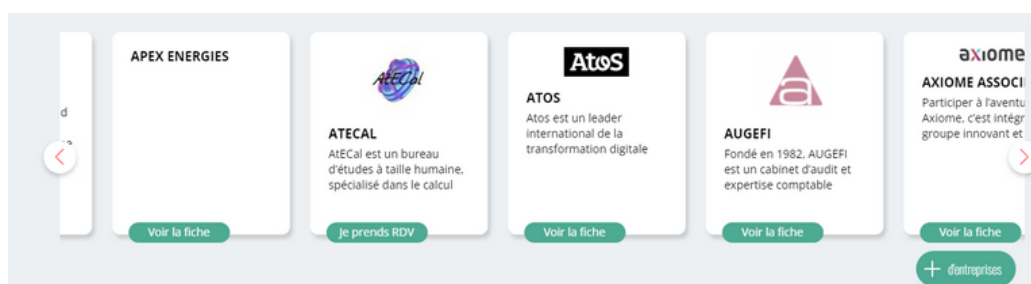 d
APEX ENERGIES
Voir la fiche
AtECal
ATECAL
AtECal est un bureau
d'études à taille humaine,
spécialisé dans le calcul
Je prends RDV
Atos
ATOS
Atos est un leader
international de la
transformation digitale
Voir la fiche
a
AUGEFI
Fondé en 1982, AUGEFI
est un cabinet d'audit et
expertise comptable
Voir la fiche
axiome
AXIOME ASSOCI
Participer à l'aventu
Axiome, c'est intégr
groupe innovant et
Voir la fiche
+ d'entreprises